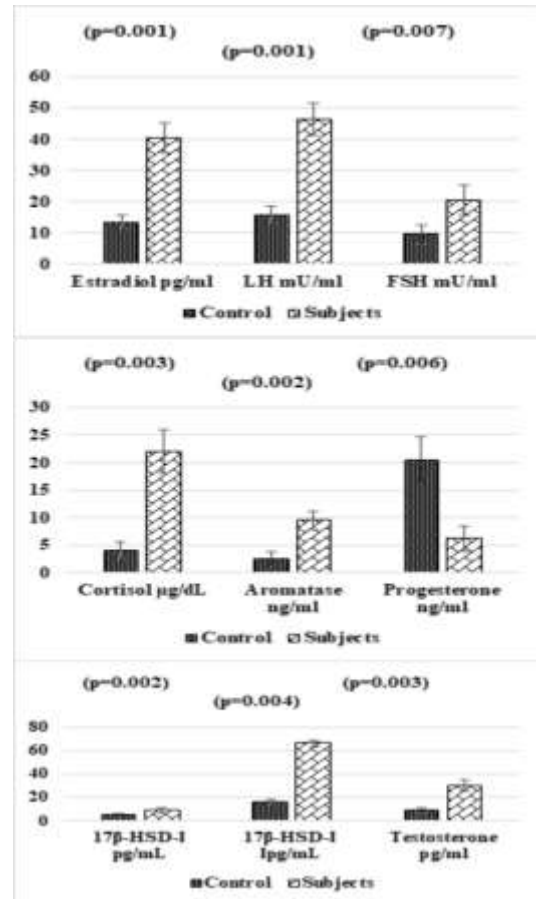 (p=0.001) (p=0.001) (p=0.007)
60
50
40
30
20
10
0
Estradiol pg/ml LH mU/ml FSH mU/ml
Control Subjects
(p=0.003) (p=0.002) (p=0.006)
30
25
20
15
10
5
0
Cortisol µg/dL Aromatase Progesterone
ng/ml ng/ml
Control Subjects
(p=0.002) (p=0.004) (p=0.003)
80
60
40
20
0
17β-HSD-I 17β-HSD-I Testosterone
pg/mL Ipg/mL pg/ml
Control Subjects